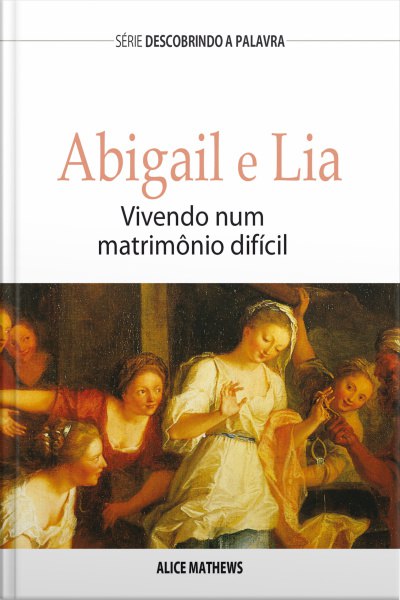 SÉRIE DESCOBRINDO A PALAVRA
Abigail e Lia
Vivendo num
matrimônio difícil
ALICE MATHEWS